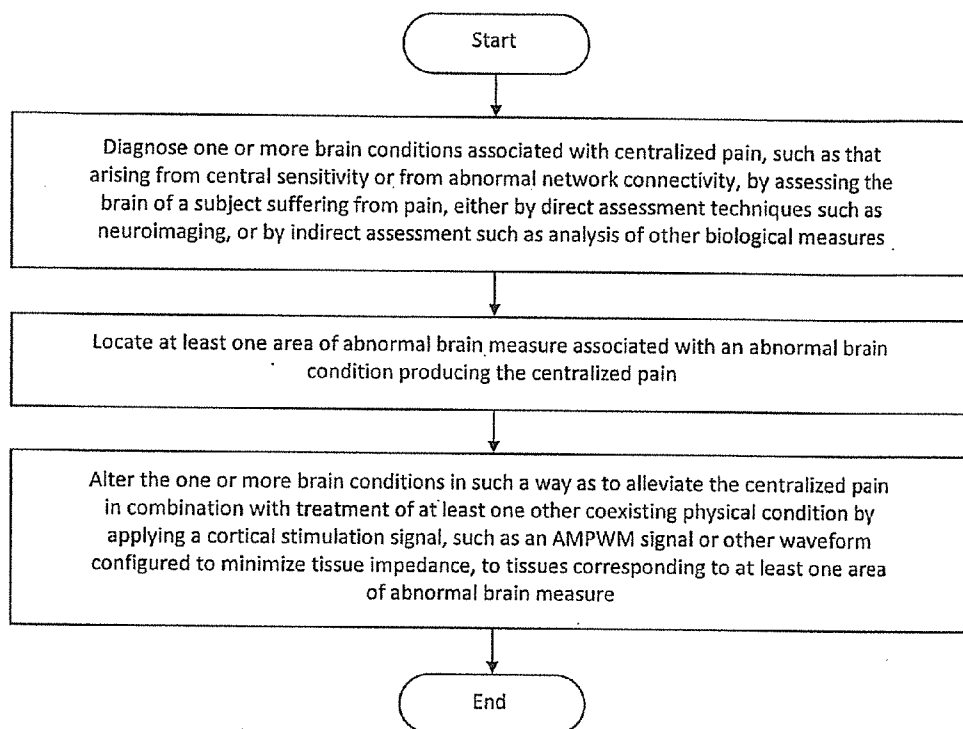 Start
Diagnose one or more brain conditions associated with centralized pain, such as that
arising from central sensitivity or from abnormal network connectivity, by assessing the
brain of a subject suffering from pain, either by direct assessment techniques such as
neuroimaging, or by indirect assessment such as analysis of other biological measures
Locate at least one area of abnormal brain measure associated with an abnormal brain
condition producing the centralized pain
Alter the one or more brain conditions in such a way as to alleviate the centralized pain
in combination with treatment of at least one other coexisting physical condition by
applying a cortical stimulation signal, such as an AMPWM signal or other waveform
configured to minimize tissue impedance, to tissues corresponding to at least one area
of abnormal brain measure
End